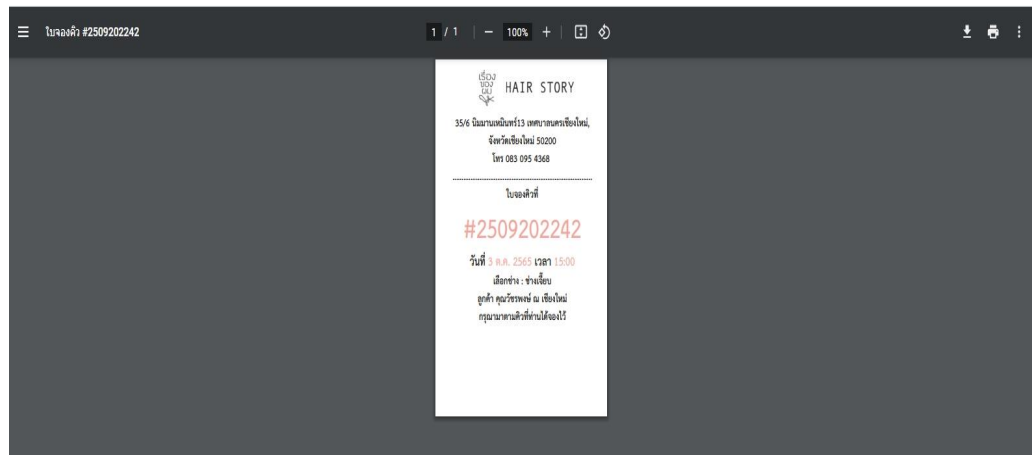 ใบจองคิว #2509202242
1 / 1
100%
เรื่อง
ของ
ผม
HAIR STORY
35/6 นิมมานเหมินทร์13 เทศบาลนครเชียงใหม่,
จังหวัดเชียงใหม่ 50200
โทร 083 095 4368
ใบจองคิวที่
#2509202242
วันที่ 3 ต.ค. 2565 เวลา 15:00
เลือกช่าง : ช่างเจี๊ยบ
ลูกค้า คุณวัชรพงษ์ ณ เชียงใหม่
กรุณามาตามคิวที่ท่านได้จองไว้